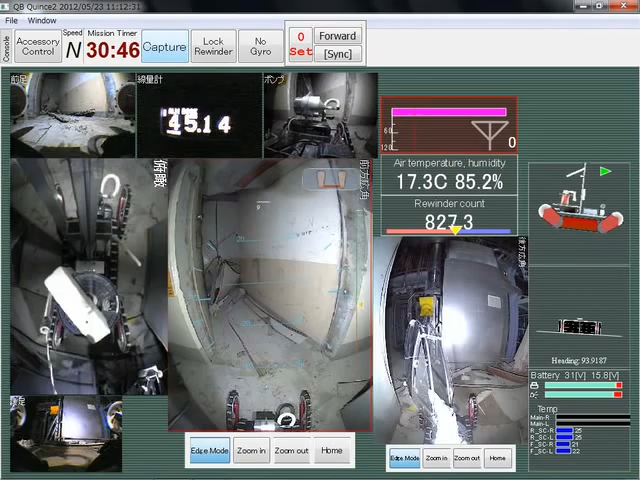 QB Quince2 2012/05/23 11:12:31
File Window
Console
Accessory Control
Speed
N
Mission Timer
30:46
Capture
Lock Rewinder
No Gyro
0
Set
Forward
[Sync]
前足
線量計
45.14
ポンプ
60
120
0
Air temperature, humidity
17.3C 85.2%
Rewinder count
827.3
俯瞰
前方広角
後方広角
Heading: 93.9187
Battery 31[V] 15.8[V]
Temp
Main-R
Main-L
R_SC-R 25
R_SC-L 25
F_SC-R 21
F_SC-L 22
Edge Mode
Zoom in
Zoom out
Home
Edge Mode
Zoom in
Zoom out
Home